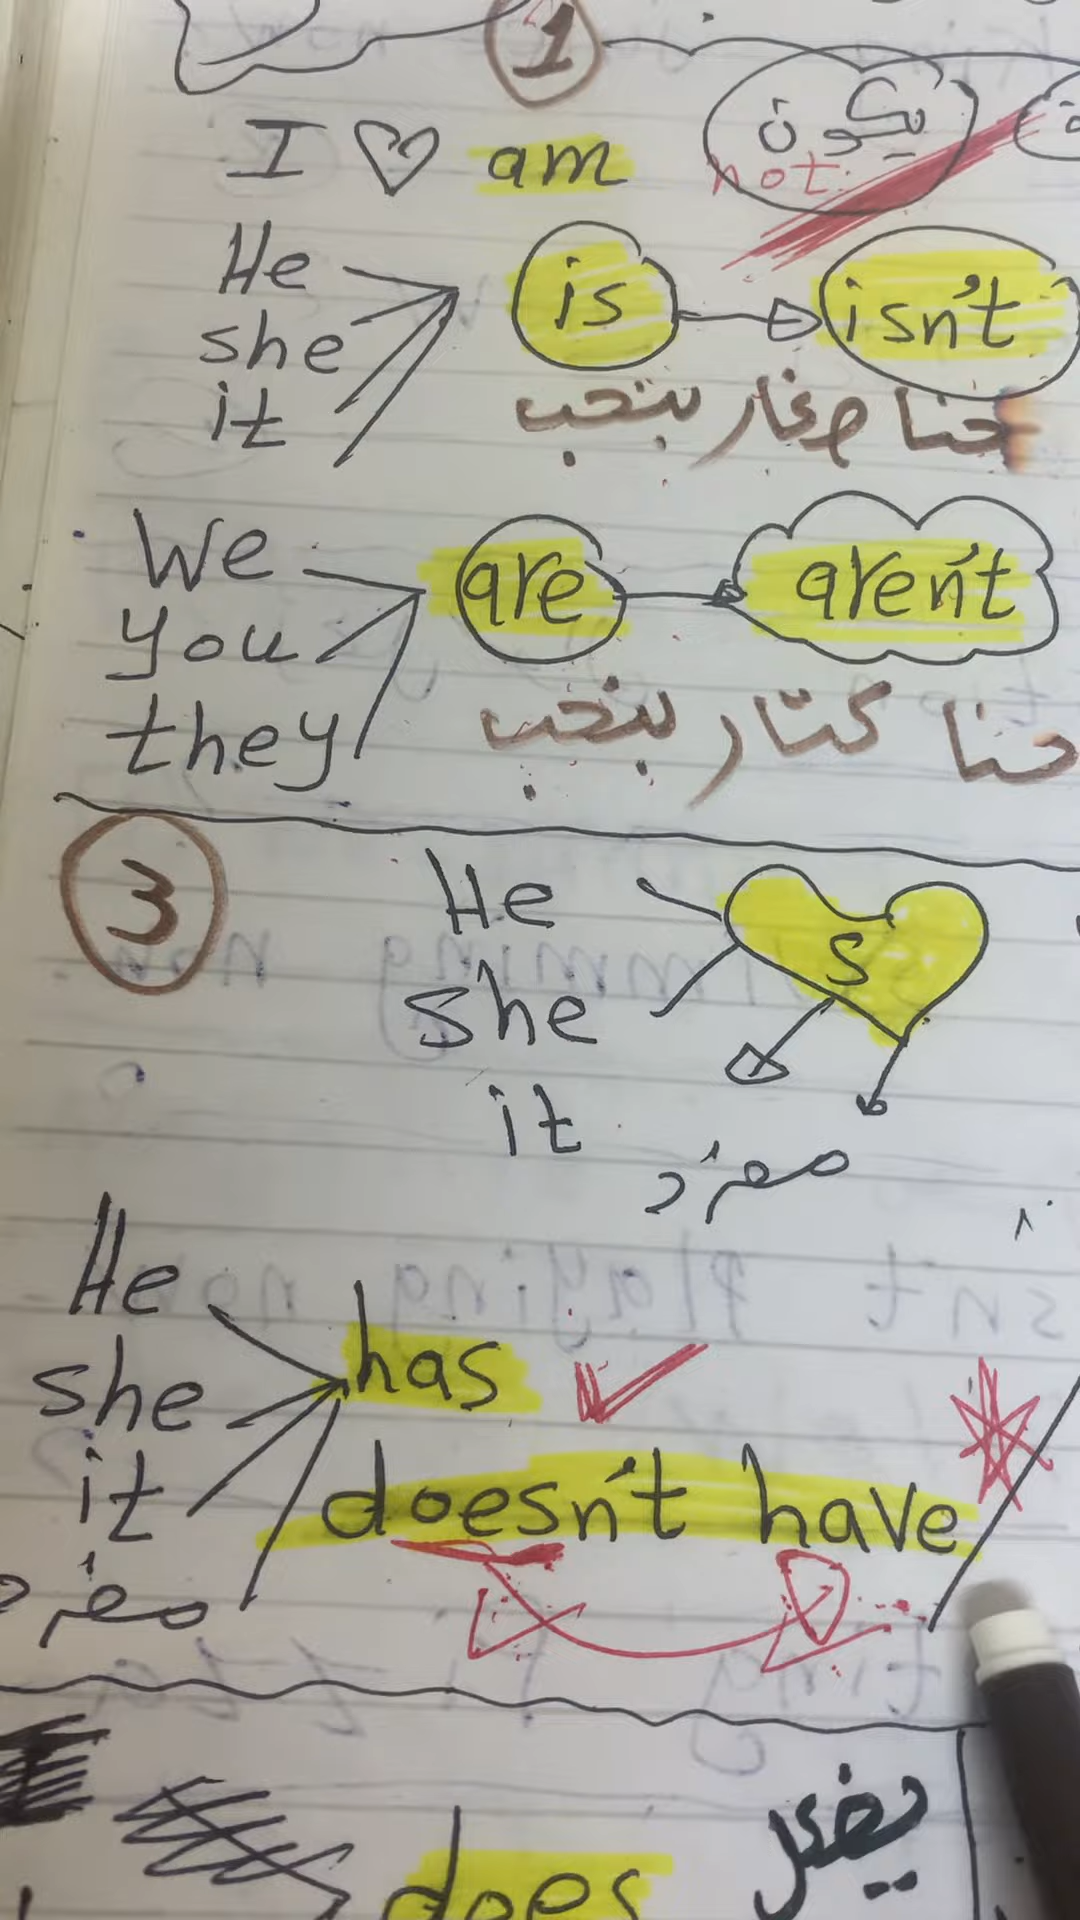 1
I am يكون
not
He
she is isn't
it
حنا صغار بنحب
We are aren't
you
they
حنا كتار بنحب
3 He s
she
it
مفرد
He
she has
it doesn't have
مفرد
does يفعل